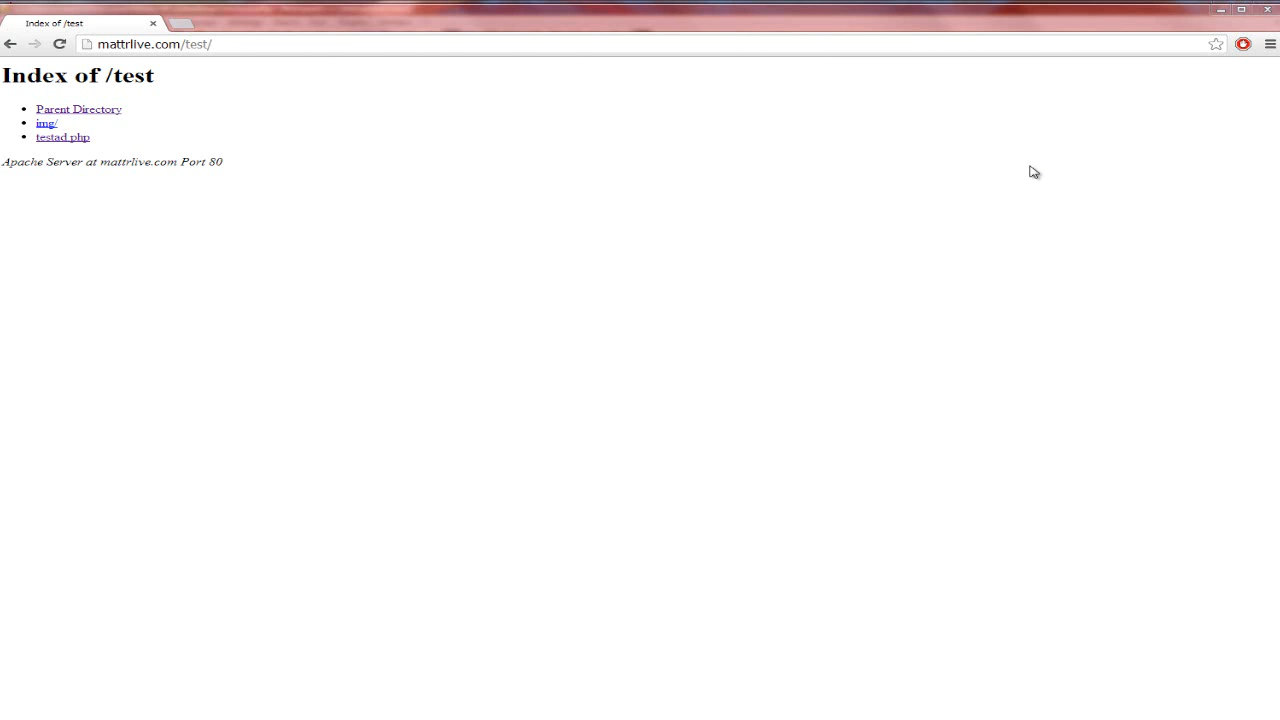 Index of /test
mattrlive.com/test/
Index of /test
Parent Directory
img/
testad.php
Apache Server at mattrlive.com Port 80